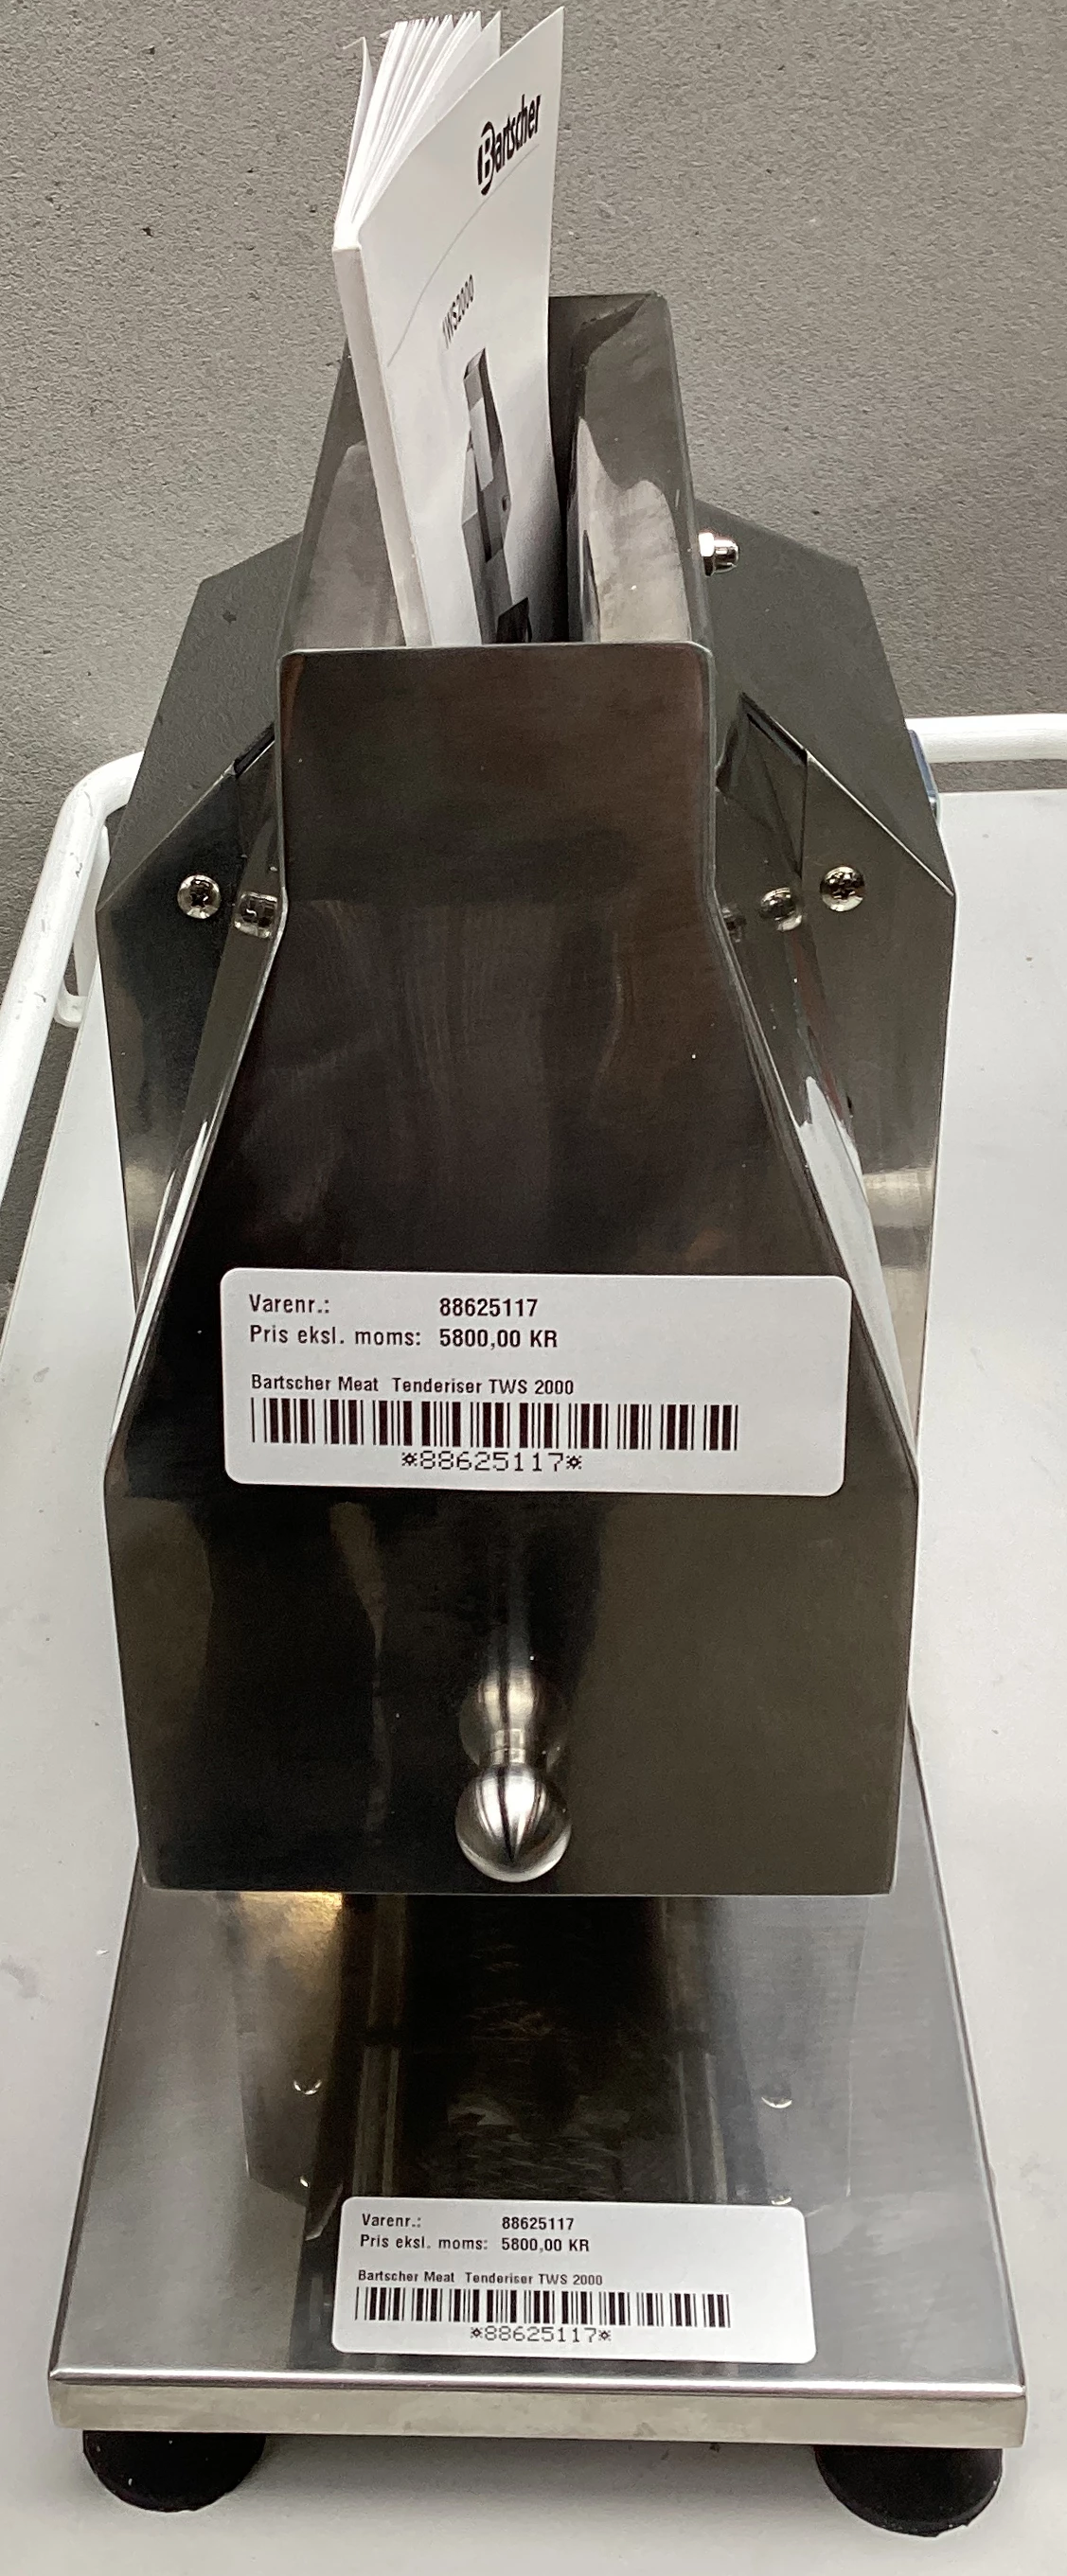 Bartscher
TWS2000
Varenr.: 88625117
Pris eksl. moms: 5800,00 KR
Bartscher Meat Tenderiser TWS 2000
*88625117*
Varenr.: 88625117
Pris eksl. moms: 5800,00 KR
Bartscher Meat Tenderiser TWS 2000
*88625117*